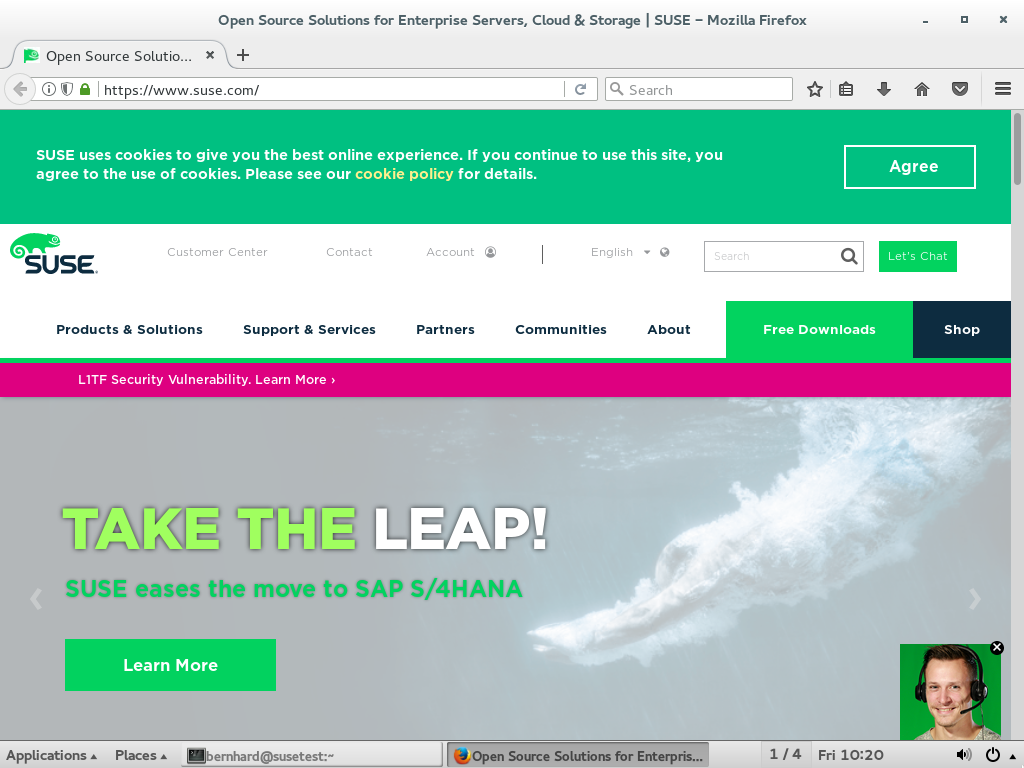 Open Source Solutions for Enterprise Servers, Cloud & Storage | SUSE – Mozilla Firefox
Open Source Solutio...
https://www.suse.com/
Search
SUSE uses cookies to give you the best online experience. If you continue to use this site, you
agree to the use of cookies. Please see our cookie policy for details.
Agree
SUSE
Customer Center
Contact
Account
English
Search
Let's Chat
Products & Solutions
Support & Services
Partners
Communities
About
Free Downloads
Shop
L1TF Security Vulnerability. Learn More ›
TAKE THE LEAP!
SUSE eases the move to SAP S/4HANA
Learn More
Applications
Places
bernhard@susetest:~
Open Source Solutions for Enterpris...
1 / 4
Fri 10:20